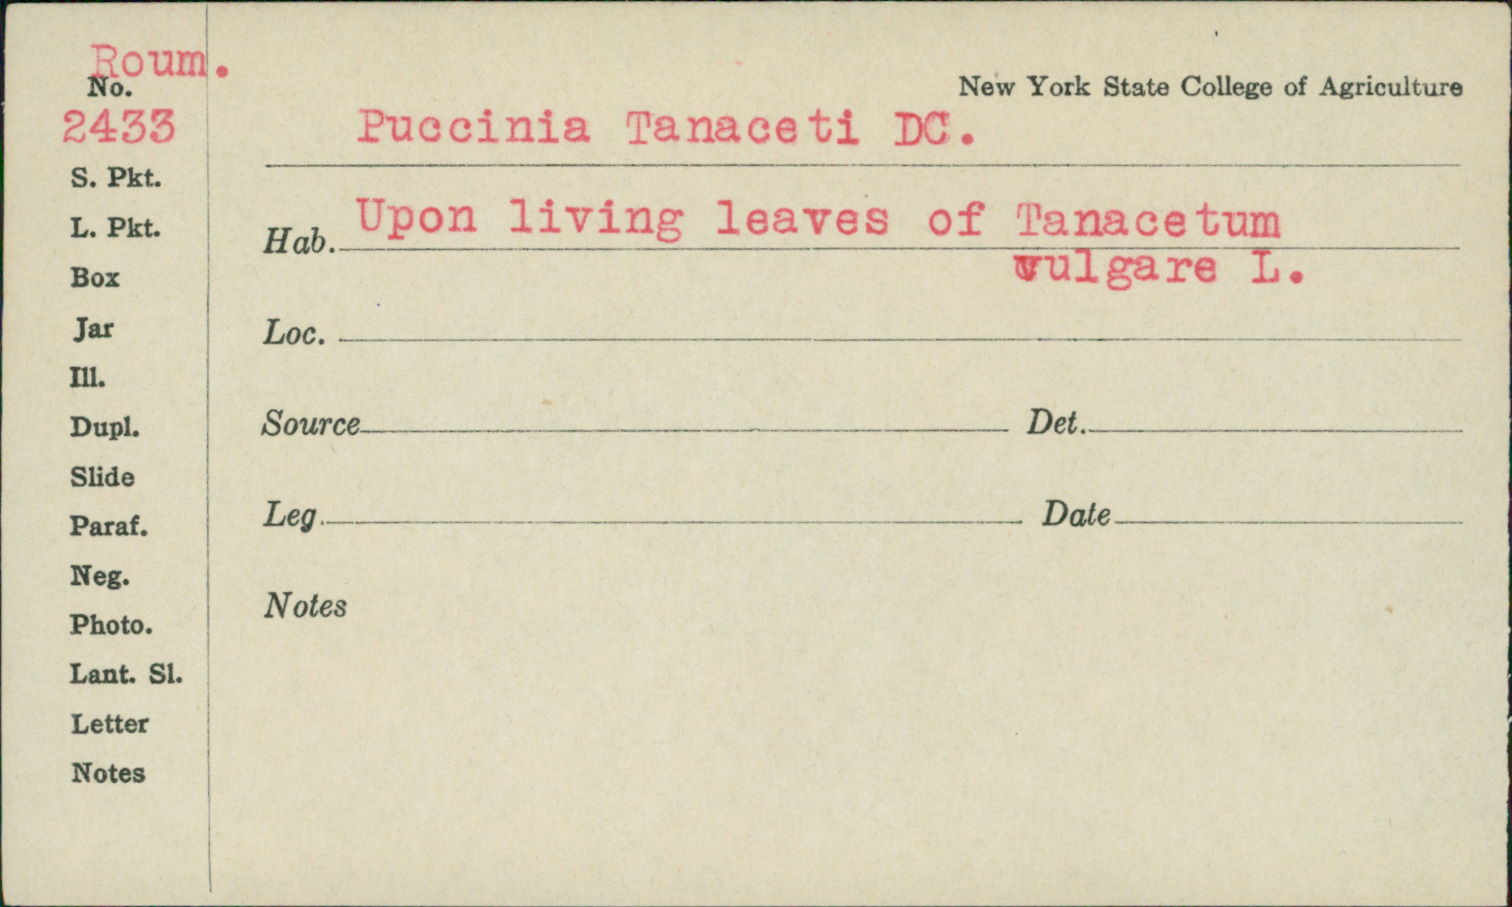 Roum.
No.
2433
S. Pkt.
L. Pkt.
Box
Jar
Ill.
Dupl.
Slide
Paraf.
Neg.
Photo.
Lant. Sl.
Letter
Notes
New York State College of Agriculture
Puccinia Tanaceti DC.
Hab. Upon living leaves of Tanacetum
vulgare L.
Loc.
Source Det.
Leg. Date
Notes